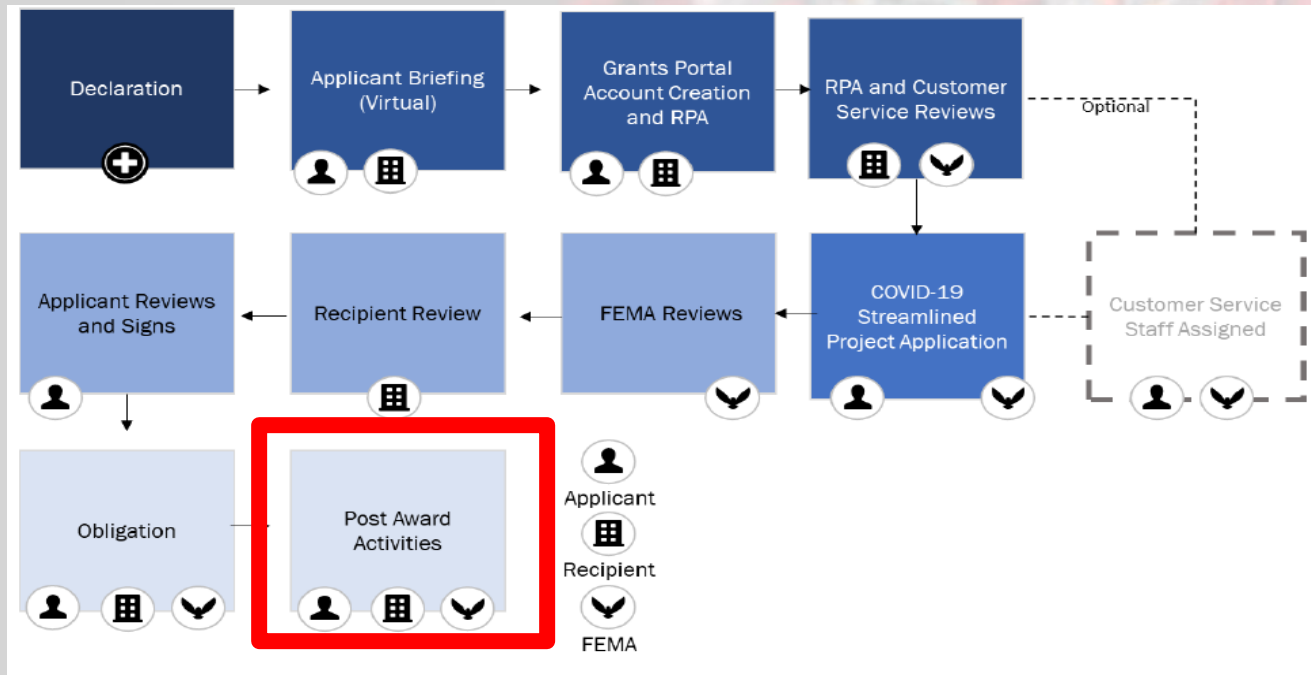 Declaration
Applicant Briefing
(Virtual)
Grants Portal
Account Creation
and RPA
RPA and Customer
Service Reviews
Optional
Applicant Reviews
and Signs
Recipient Review
FEMA Reviews
COVID-19
Streamlined
Project Application
Customer Service
Staff Assigned
Obligation
Post Award
Activities
Applicant
Recipient
FEMA